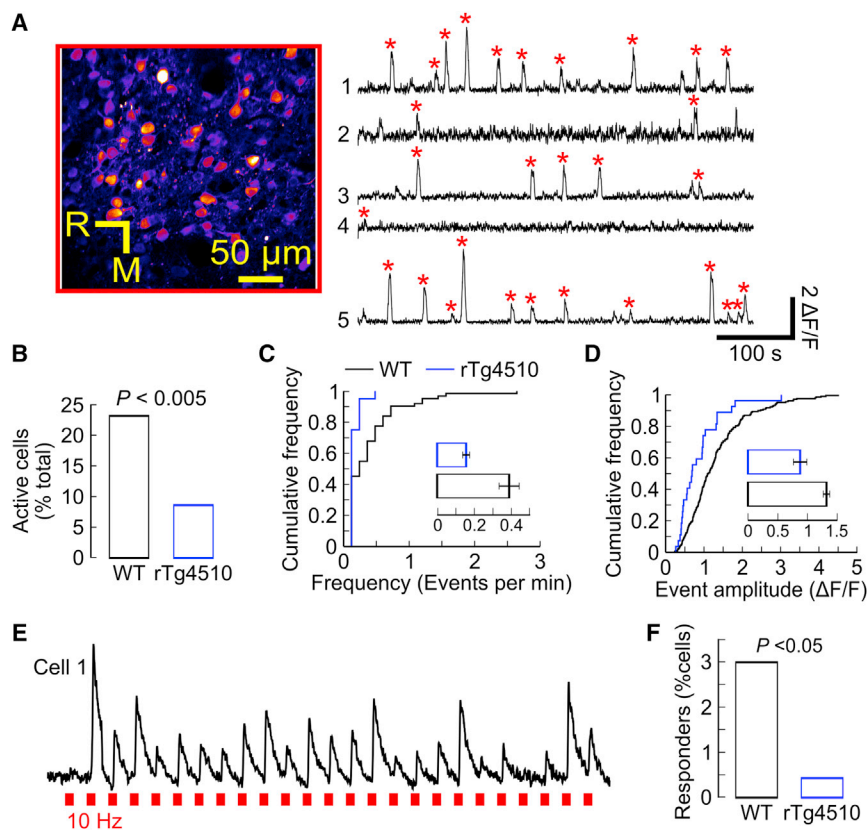 A
R
M
50 μm
1
2
3
4
5
* * * * * * * * * *
* *
* * * * *
*
* * * * * * * * * * * *
2 ΔF/F
100 s
B
P < 0.005
Active cells
(% total)
25
20
15
10
5
0
WT rTg4510
C
WT rTg4510
Cumulative frequency
1
0.8
0.6
0.4
0.2
0
0 1 2 3
Frequency (Events per min)
0 0.2 0.4
D
Cumulative frequency
1
0.8
0.6
0.4
0.2
0
0 1 2 3 4 5
Event amplitude (ΔF/F)
0 0.5 1 1.5
E
Cell 1
10 Hz
F
P <0.05
Responders (%cells)
3
2
1
0
WT rTg4510